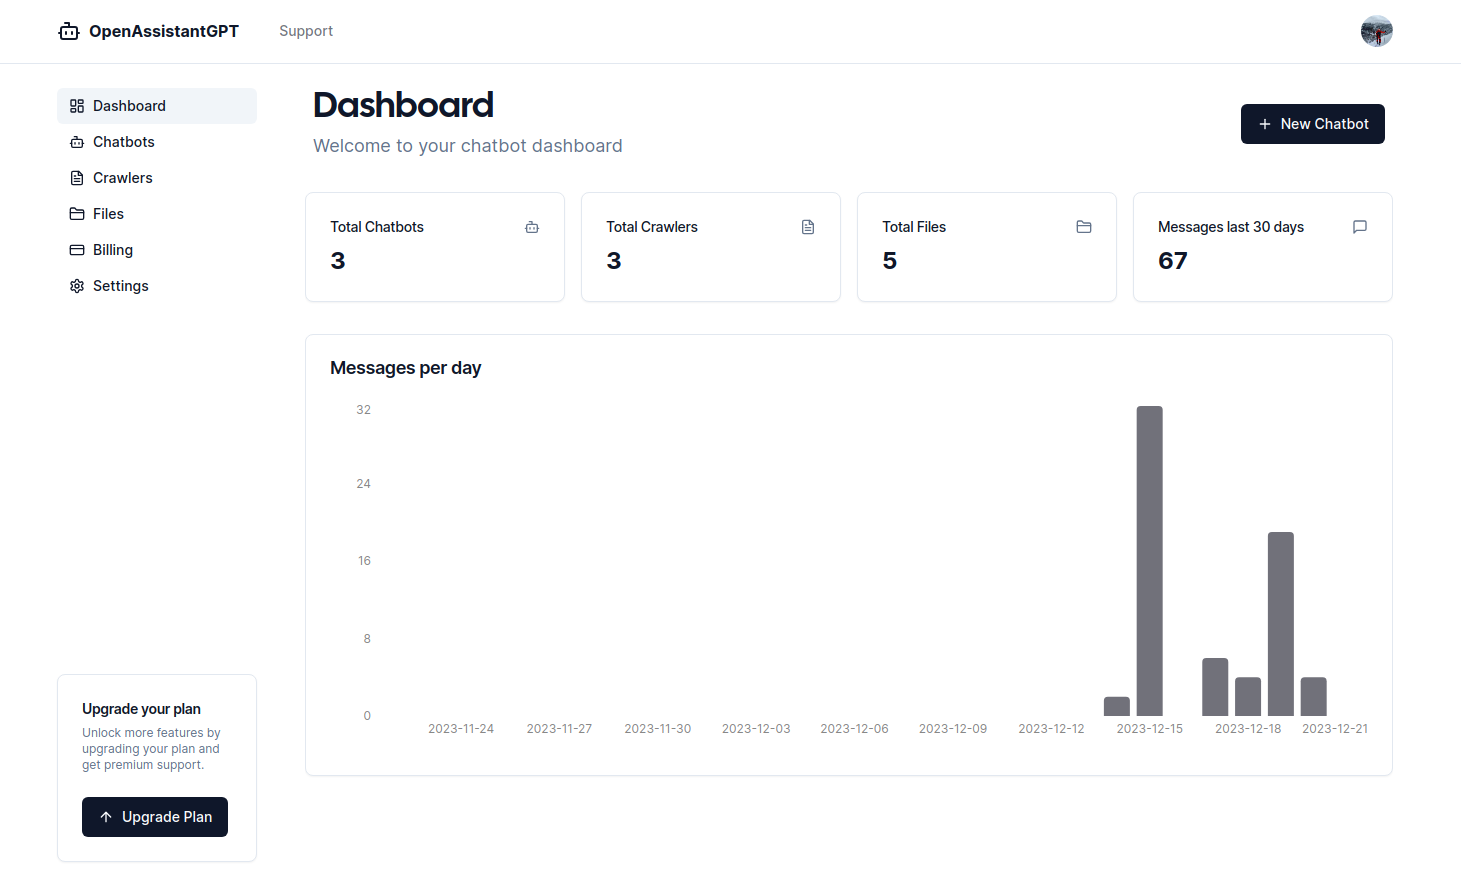 OpenAssistantGPT
Support
Dashboard
Chatbots
Crawlers
Files
Billing
Settings
Dashboard
Welcome to your chatbot dashboard
New Chatbot
Total Chatbots
3
Total Crawlers
3
Total Files
5
Messages last 30 days
67
Messages per day
32
24
16
8
0
2023-11-24 2023-11-27 2023-11-30 2023-12-03 2023-12-06 2023-12-09 2023-12-12 2023-12-15 2023-12-18 2023-12-21
Upgrade your plan
Unlock more features by
upgrading your plan and
get premium support.
Upgrade Plan